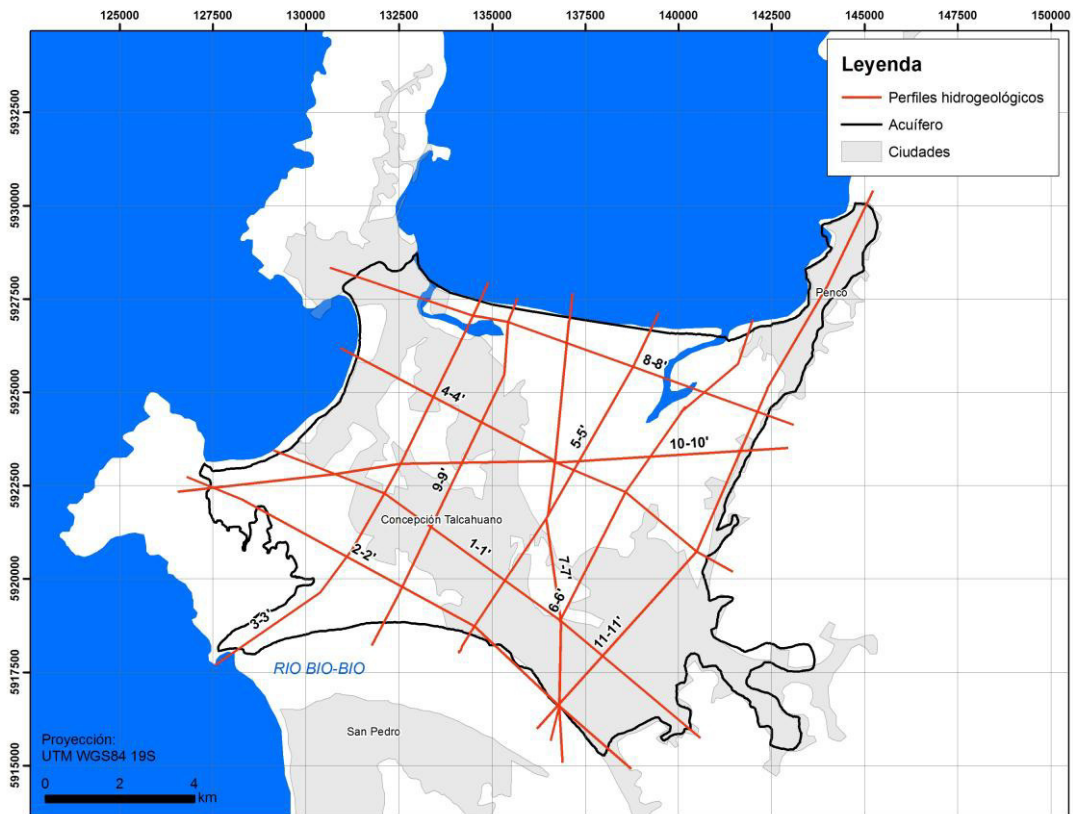 125000 127500 130000 132500 135000 137500 140000 142500 145000 147500 150000
Leyenda
Perfiles hidrogeológicos
Acuífero
Ciudades
5932500
5930000
5927500
5925000
5922500
5920000
5917500
5915000
Penco
8-8'
4-4'
5-5'
10-10'
9-9'
Concepción Talcahuano
1-1'
2-2'
7-7'
6-6'
3-3'
11-11'
RIO BIO-BIO
San Pedro
Proyección:
UTM WGS84 19S
0 2 4
km